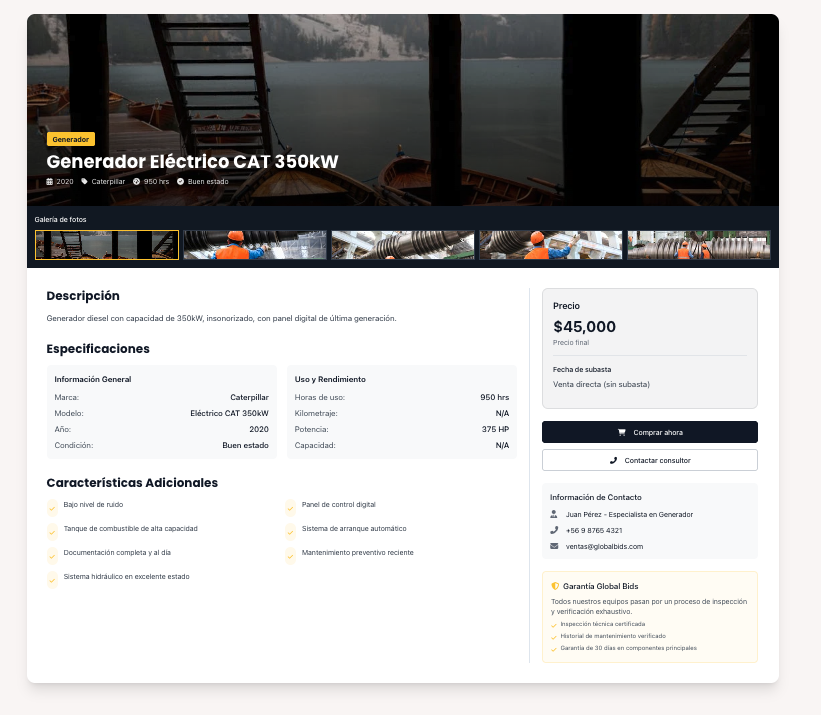 Generador
Generador Eléctrico CAT 350kW
2020 Caterpillar 950 hrs Buen estado
Galería de fotos
Descripción
Generador diesel con capacidad de 350kW, insonorizado, con panel digital de última generación.
Especificaciones
Información General
Marca: Caterpillar
Modelo: Eléctrico CAT 350kW
Año: 2020
Condición: Buen estado
Uso y Rendimiento
Horas de uso: 950 hrs
Kilometraje: N/A
Potencia: 375 HP
Capacidad: N/A
Características Adicionales
Bajo nivel de ruido
Panel de control digital
Tanque de combustible de alta capacidad
Sistema de arranque automático
Documentación completa y al día
Mantenimiento preventivo reciente
Sistema hidráulico en excelente estado
Precio
$45,000
Precio final
Fecha de subasta
Venta directa (sin subasta)
Comprar ahora
Contactar consultor
Información de Contacto
Juan Pérez - Especialista en Generador
+56 9 8765 4321
ventas@globalbids.com
Garantía Global Bids
Todos nuestros equipos pasan por un proceso de inspección
y verificación exhaustivo.
Inspección técnica certificada
Historial de mantenimiento verificado
Garantía de 30 días en componentes principales